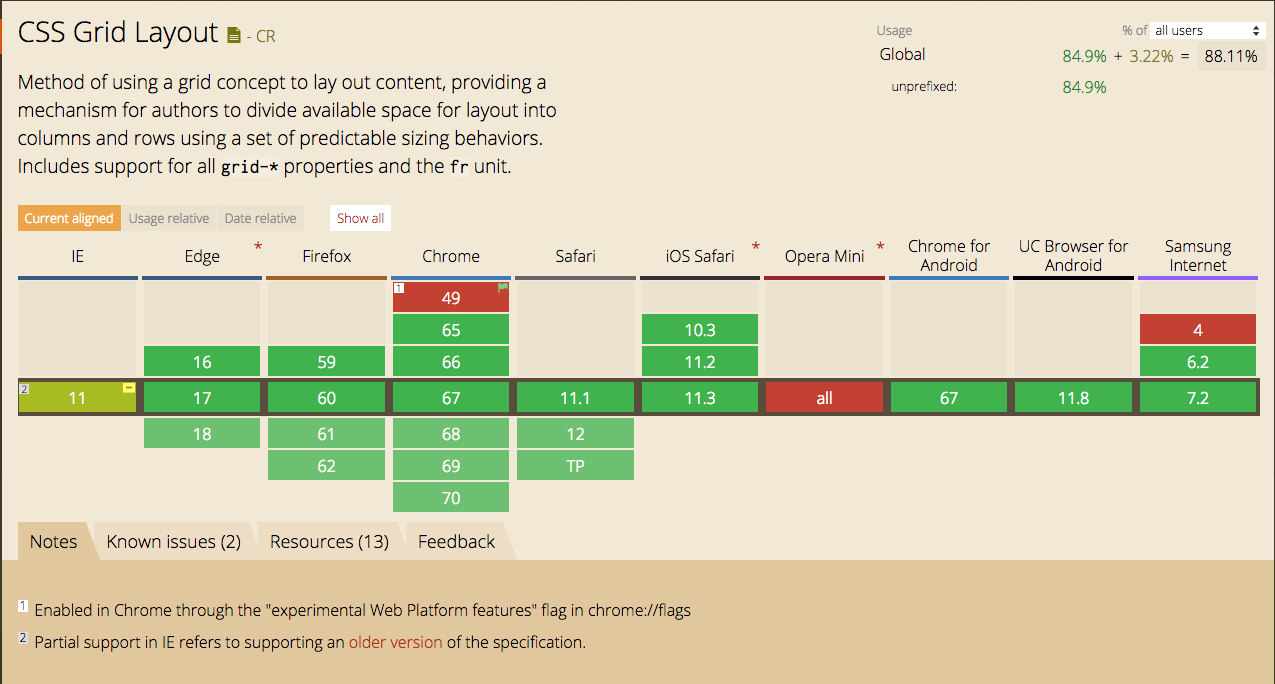 CSS Grid Layout - CR
Usage % of all users
Global 84.9% + 3.22% = 88.11%
unprefixed: 84.9%
Method of using a grid concept to lay out content, providing a
mechanism for authors to divide available space for layout into
columns and rows using a set of predictable sizing behaviors.
Includes support for all grid-* properties and the fr unit.
Current aligned Usage relative Date relative Show all
IE Edge * Firefox Chrome Safari iOS Safari * Opera Mini * Chrome for Android UC Browser for Android Samsung Internet
1 49
65 10.3 4
16 59 66 11.2 6.2
2 11 17 60 67 11.1 11.3 all 67 11.8 7.2
18 61 68 12
62 69 TP
70
Notes Known issues (2) Resources (13) Feedback
1 Enabled in Chrome through the "experimental Web Platform features" flag in chrome://flags
2 Partial support in IE refers to supporting an older version of the specification.